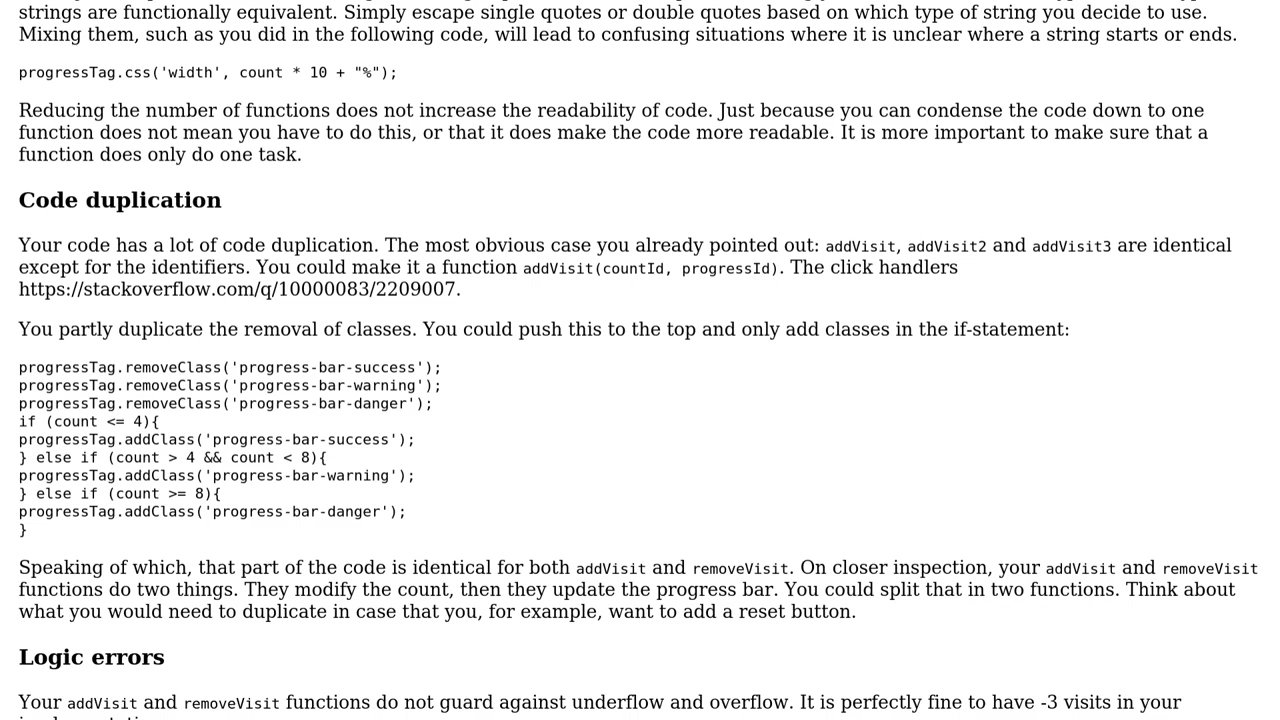 strings are functionally equivalent. Simply escape single quotes or double quotes based on which type of string you decide to use.
Mixing them, such as you did in the following code, will lead to confusing situations where it is unclear where a string starts or ends.
progressTag.css('width', count * 10 + "%");
Reducing the number of functions does not increase the readability of code. Just because you can condense the code down to one
function does not mean you have to do this, or that it does make the code more readable. It is more important to make sure that a
function does only do one task.
Code duplication
Your code has a lot of code duplication. The most obvious case you already pointed out: addVisit, addVisit2 and addVisit3 are identical
except for the identifiers. You could make it a function addVisit(countId, progressId). The click handlers
https://stackoverflow.com/q/10000083/2209007.
You partly duplicate the removal of classes. You could push this to the top and only add classes in the if-statement:
progressTag.removeClass('progress-bar-success');
progressTag.removeClass('progress-bar-warning');
progressTag.removeClass('progress-bar-danger');
if (count <= 4){
progressTag.addClass('progress-bar-success');
} else if (count > 4 && count < 8){
progressTag.addClass('progress-bar-warning');
} else if (count >= 8){
progressTag.addClass('progress-bar-danger');
}
Speaking of which, that part of the code is identical for both addVisit and removeVisit. On closer inspection, your addVisit and removeVisit
functions do two things. They modify the count, then they update the progress bar. You could split that in two functions. Think about
what you would need to duplicate in case that you, for example, want to add a reset button.
Logic errors
Your addVisit and removeVisit functions do not guard against underflow and overflow. It is perfectly fine to have -3 visits in your